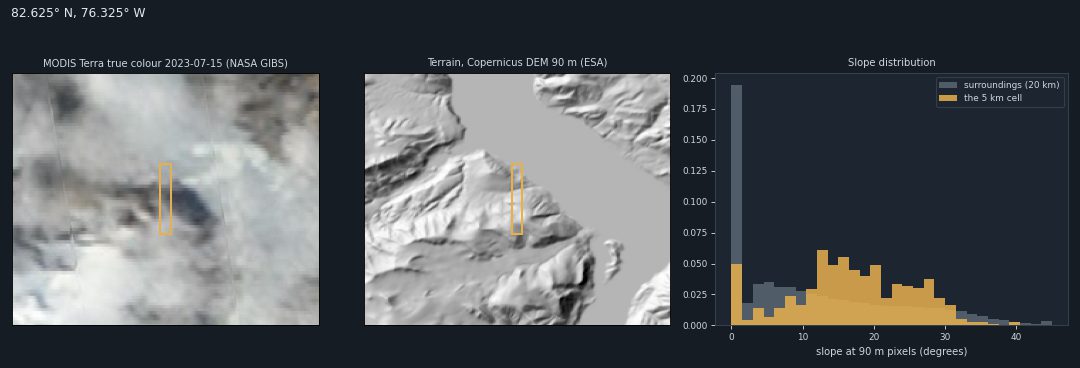 82.625° N, 76.325° W
MODIS Terra true colour 2023-07-15 (NASA GIBS)
Terrain, Copernicus DEM 90 m (ESA)
Slope distribution
surroundings (20 km)
the 5 km cell
0.200
0.175
0.150
0.125
0.100
0.075
0.050
0.025
0.000
0 10 20 30 40
slope at 90 m pixels (degrees)